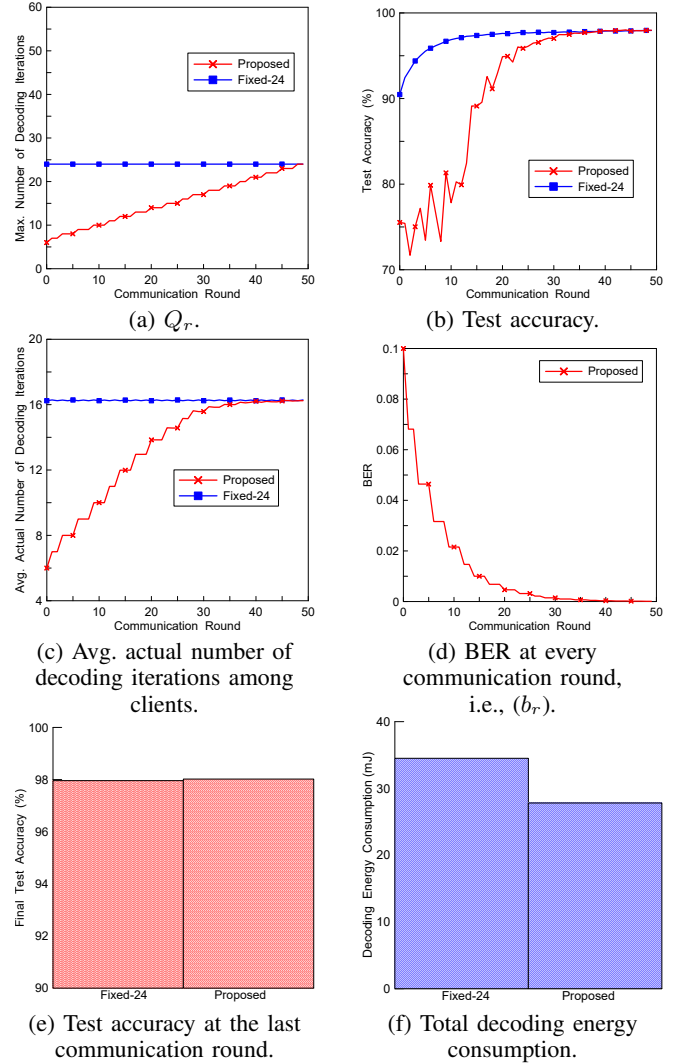 60
50
40
30
20
10
0
Max. Number of Decoding Iterations
Proposed
Fixed-24
0 10 20 30 40 50
Communication Round
(a) Q_r.
100
90
80
70
Test Accuracy (%)
Proposed
Fixed-24
0 10 20 30 40 50
Communication Round
(b) Test accuracy.
20
16
12
8
4
Avg. Actual Number of Decoding Iterations
Proposed
Fixed-24
0 10 20 30 40 50
Communication Round
(c) Avg. actual number of
decoding iterations among
clients.
0.1
0.08
0.06
0.04
0.02
0
BER
Proposed
0 10 20 30 40 50
Communication Round
(d) BER at every
communication round,
i.e., (b_r).
100
98
96
94
92
90
Final Test Accuracy (%)
Fixed-24 Proposed
(e) Test accuracy at the last
communication round.
40
30
20
10
0
Decoding Energy Consumption (mJ)
Fixed-24 Proposed
(f) Total decoding energy
consumption.